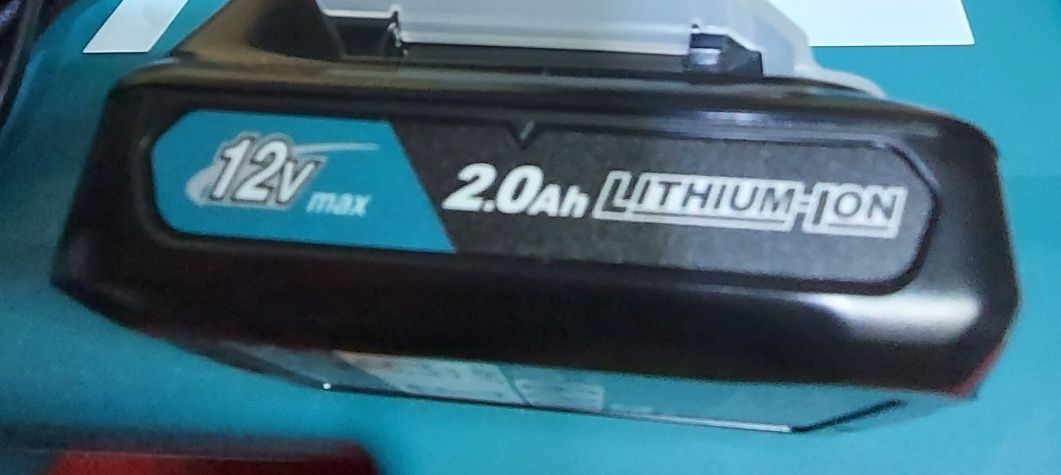 12V max 2.0Ah LITHIUM-ION